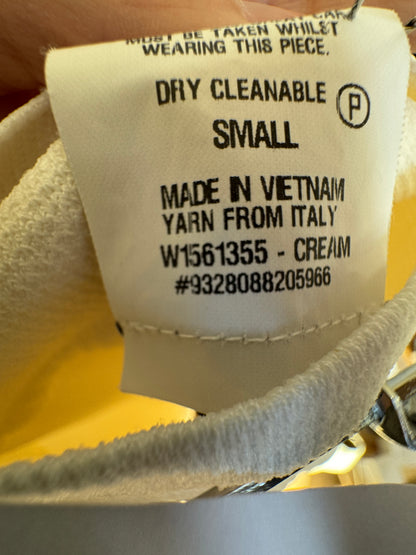 MUST BE TAKEN WHILST
WEARING THIS PIECE.
DRY CLEANABLE P
SMALL
MADE IN VIETNAM
YARN FROM ITALY
W1561355 - CREAM
#9328088205966